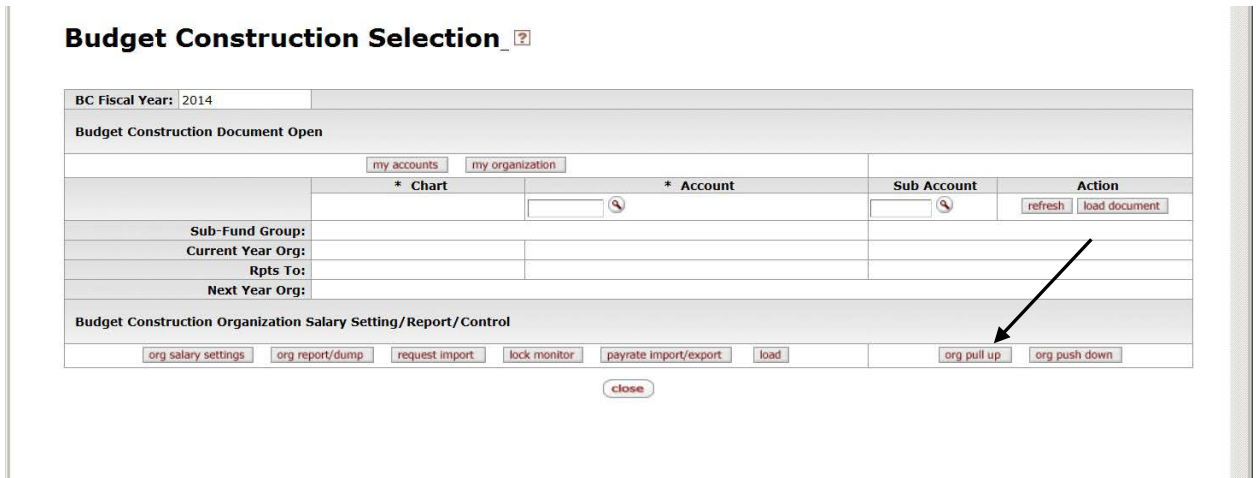 Budget Construction Selection ?
BC Fiscal Year: 2014
Budget Construction Document Open
my accounts my organization
* Chart * Account Sub Account Action
refresh load document
Sub-Fund Group:
Current Year Org:
Rpts To:
Next Year Org:
Budget Construction Organization Salary Setting/Report/Control
org salary settings org report/dump request import lock monitor payrate import/export load org pull up org push down
close